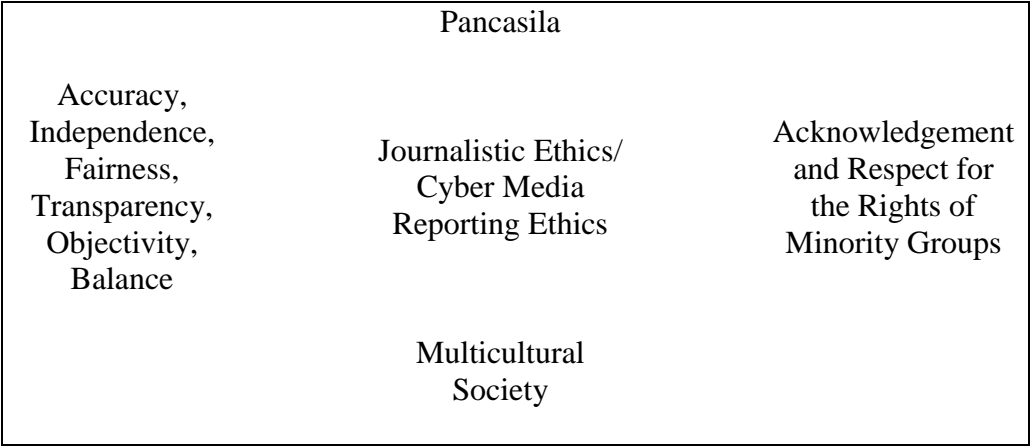 Pancasila
Accuracy,
Independence,
Fairness,
Transparency,
Objectivity,
Balance
Journalistic Ethics/
Cyber Media
Reporting Ethics
Acknowledgement
and Respect for
the Rights of
Minority Groups
Multicultural
Society